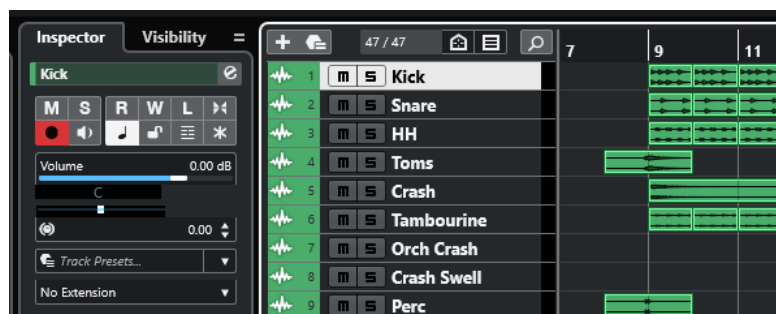 Inspector Visibility
47 / 47
7 9 11
Kick
1 m S Kick
M S R W L
2 m S Snare
3 m S HH
Volume 0.00 dB
4 m S Toms
C
5 m S Crash
6 m S Tambourine
0.00
7 m S Orch Crash
Track Presets...
8 m S Crash Swell
No Extension
9 m S Perc